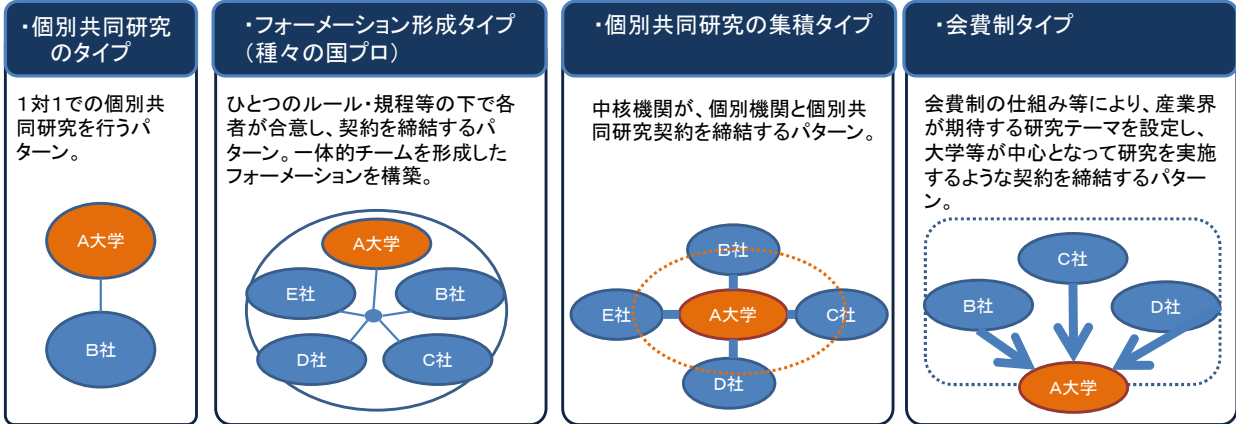 ・個別共同研究
のタイプ
1対1での個別共
同研究を行うパ
ターン。
A大学
B社
・フォーメーション形成タイプ
(種々の国プロ)
ひとつのルール・規程等の下で各
者が合意し、契約を締結するパ
ターン。一体的チームを形成した
フォーメーションを構築。
A大学
E社
B社
D社
C社
・個別共同研究の集積タイプ
中核機関が、個別機関と個別共
同研究契約を締結するパターン。
B社
E社
A大学
C社
D社
・会費制タイプ
会費制の仕組み等により、産業界
が期待する研究テーマを設定し、
大学等が中心となって研究を実施
するような契約を締結するパター
ン。
C社
B社
D社
A大学